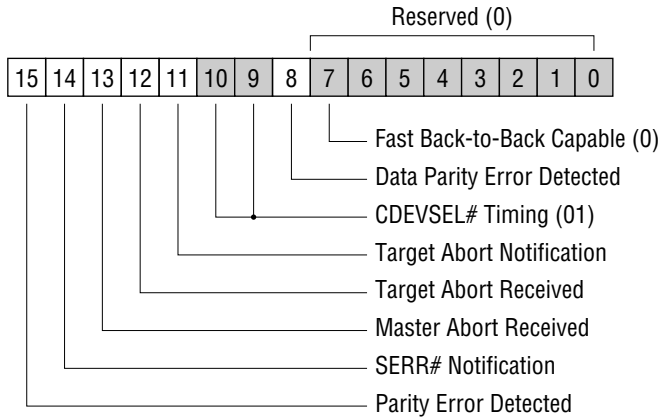 Reserved (0)
15 14 13 12 11 10 9 8 7 6 5 4 3 2 1 0
Fast Back-to-Back Capable (0)
Data Parity Error Detected
CDEVSEL# Timing (01)
Target Abort Notification
Target Abort Received
Master Abort Received
SERR# Notification
Parity Error Detected